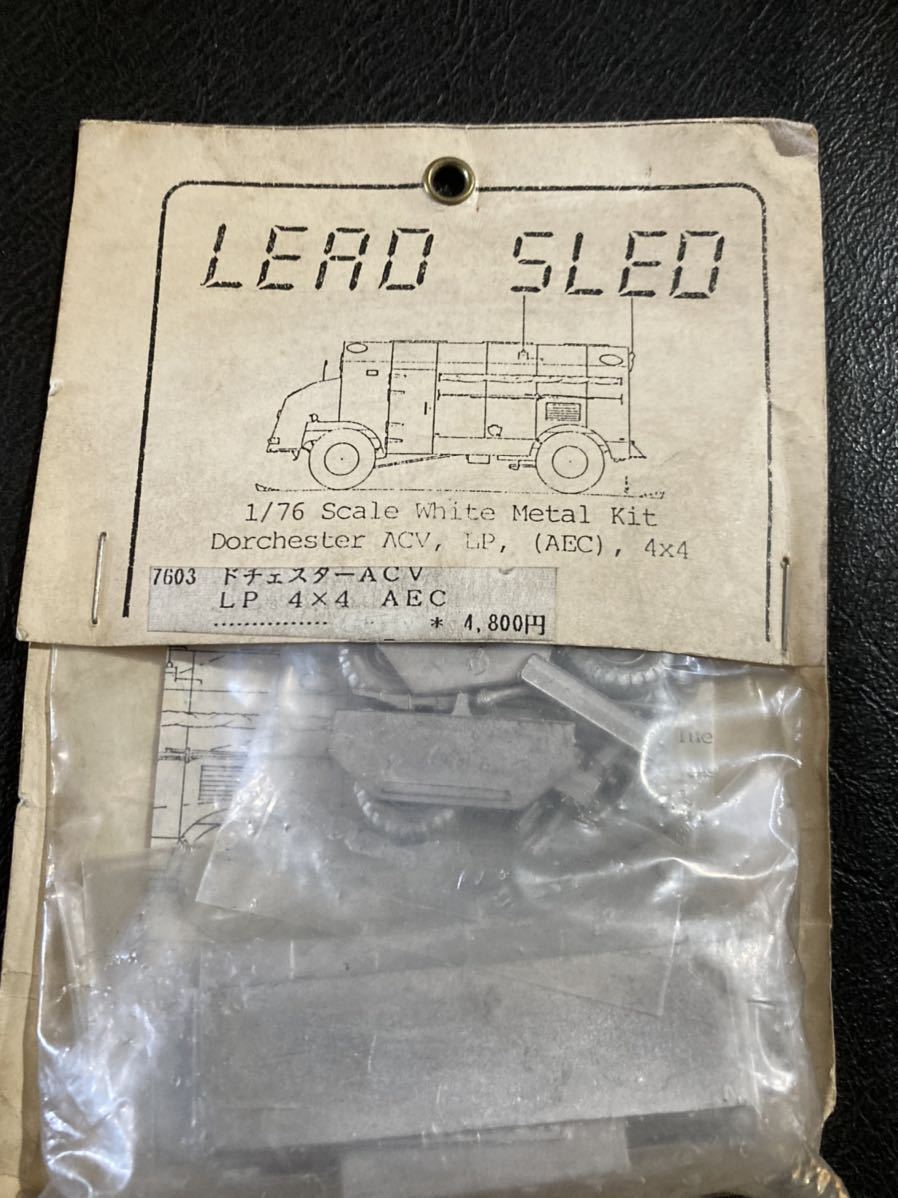 LEAD SLED
1/76 Scale White Metal Kit
Dorchester ACV, LP, (AEC), 4x4
7603 ドチェスターACV
LP 4×4 AEC
* 4,800円